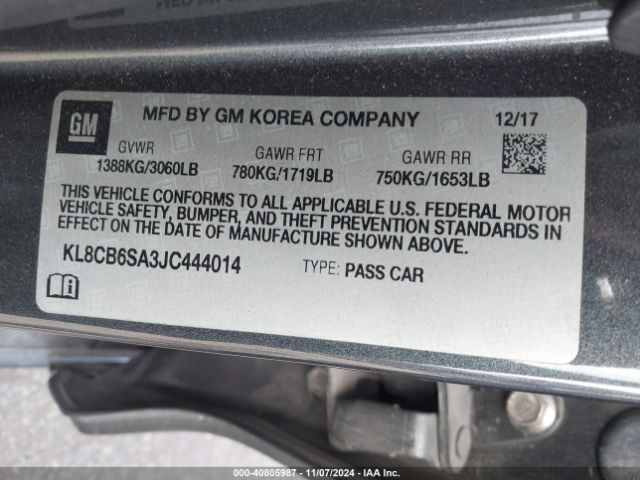 GM
MFD BY GM KOREA COMPANY 12/17
GVWR GAWR FRT GAWR RR
1388KG/3060LB 780KG/1719LB 750KG/1653LB
THIS VEHICLE CONFORMS TO ALL APPLICABLE U.S. FEDERAL MOTOR
VEHICLE SAFETY, BUMPER, AND THEFT PREVENTION STANDARDS IN
EFFECT ON THE DATE OF MANUFACTURE SHOWN ABOVE.
KL8CB6SA3JC444014 TYPE: PASS CAR
000-40805987 - 11/07/2024 - IAA Inc.